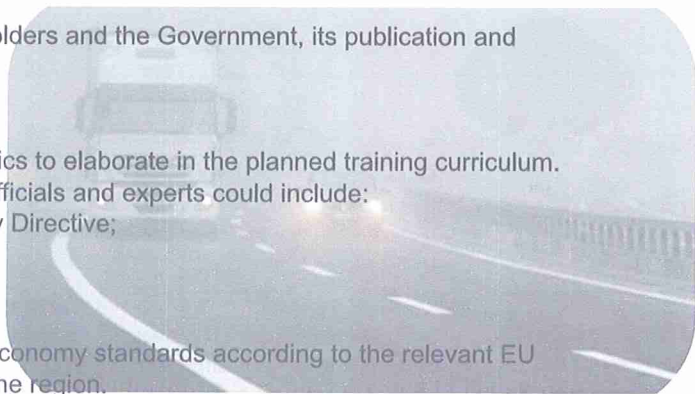 lders and the Government, its publication and
ics to elaborate in the planned training curriculum.
fficials and experts could include:
Directive;
conomy standards according to the relevant EU
he region.